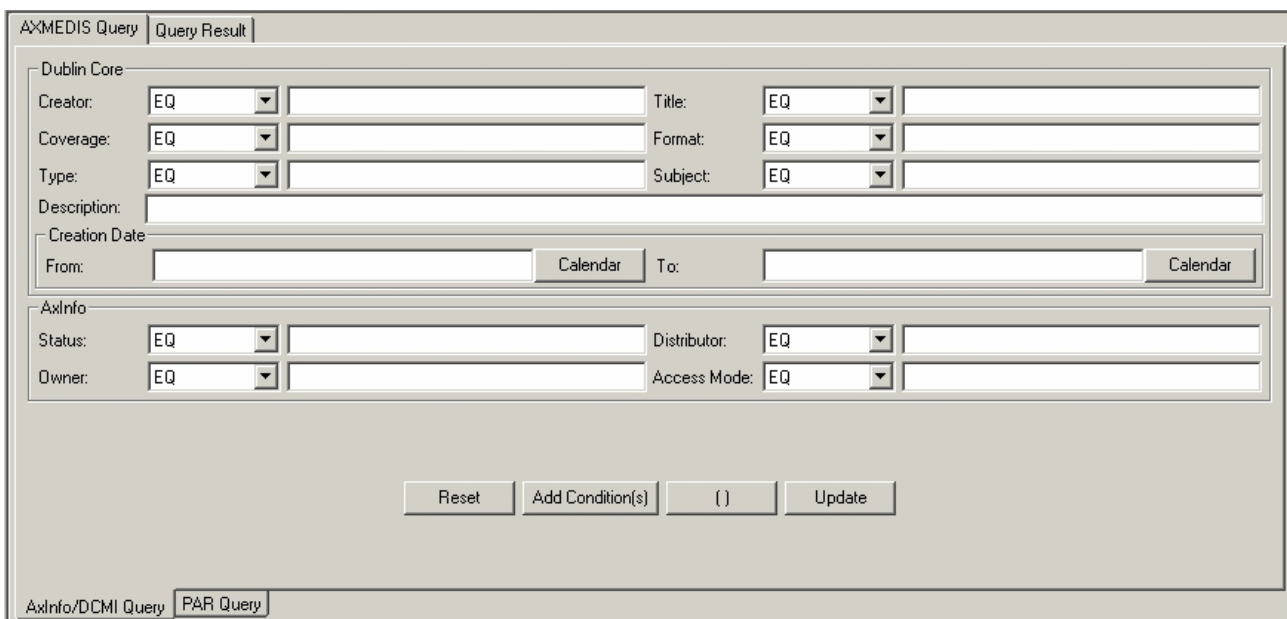 AXMEDIS Query Query Result
Dublin Core
Creator: EQ Title: EQ
Coverage: EQ Format: EQ
Type: EQ Subject: EQ
Description:
Creation Date
From: Calendar To: Calendar
AxInfo
Status: EQ Distributor: EQ
Owner: EQ Access Mode: EQ
Reset Add Condition(s) ( ) Update
AxInfo/DCMI Query PAR Query